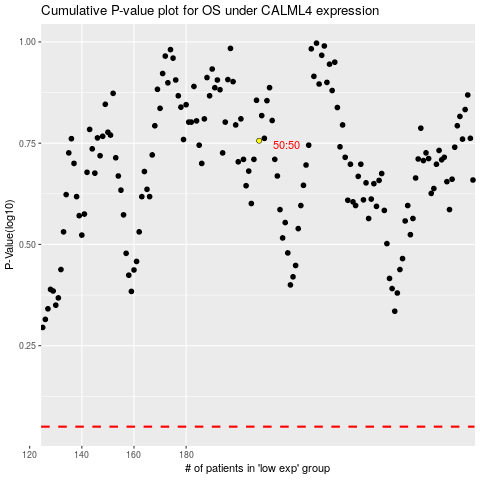 Cumulative P-value plot for OS under CALML4 expression
1.00
0.75
0.50
0.25
P-Value(log10)
50:50
120 140 160 180
# of patients in 'low exp' group